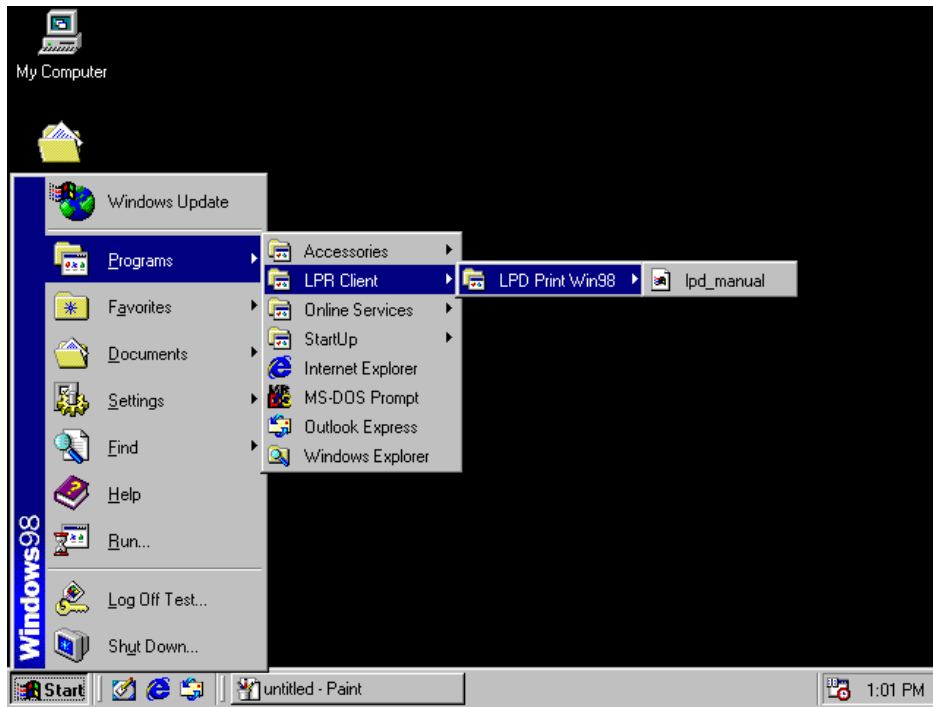 My Computer
Windows Update
Programs
Favorites
Documents
Settings
Find
Help
Run...
Log Off Test...
Shut Down...
Windows98
Accessories
LPR Client
Online Services
StartUp
Internet Explorer
MS-DOS Prompt
Outlook Express
Windows Explorer
LPD Print Win98
lpd_manual
Start
untitled - Paint
1:01 PM